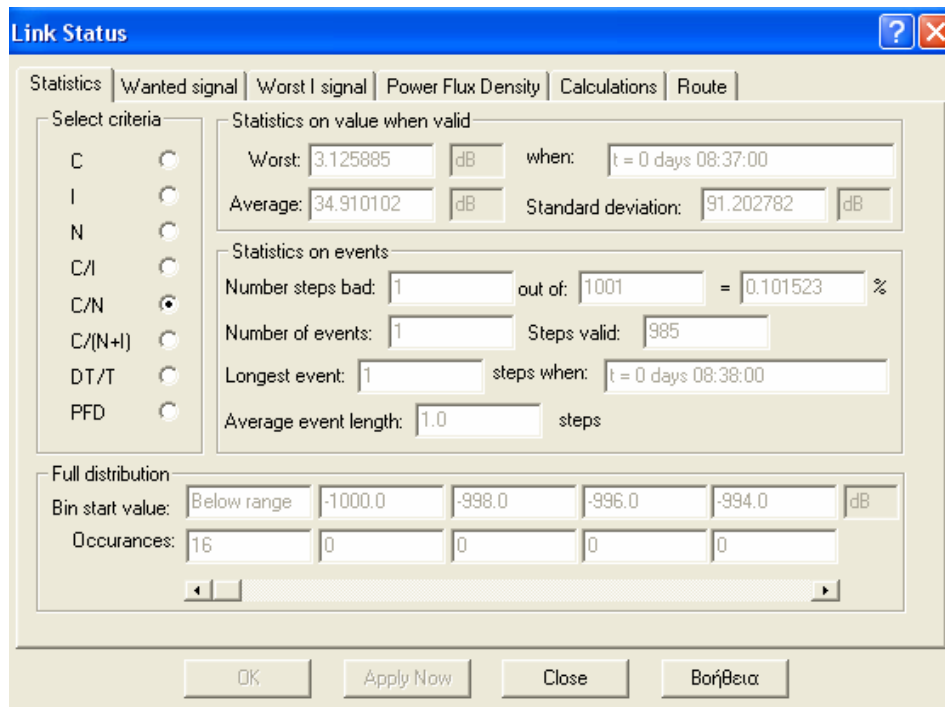 Link Status
Statistics Wanted signal Worst I signal Power Flux Density Calculations Route
Select criteria
C
I
N
C/I
C/N
C/(N+I)
DT/T
PFD
Statistics on value when valid
Worst: 3.125885 dB when: t = 0 days 08:37:00
Average: 34.910102 dB Standard deviation: 91.202782 dB
Statistics on events
Number steps bad: 1 out of: 1001 = 0.101523 %
Number of events: 1 Steps valid: 985
Longest event: 1 steps when: t = 0 days 08:38:00
Average event length: 1.0 steps
Full distribution
Bin start value: Below range -1000.0 -998.0 -996.0 -994.0 dB
Occurances: 16 0 0 0 0
OK Apply Now Close Βοήθεια